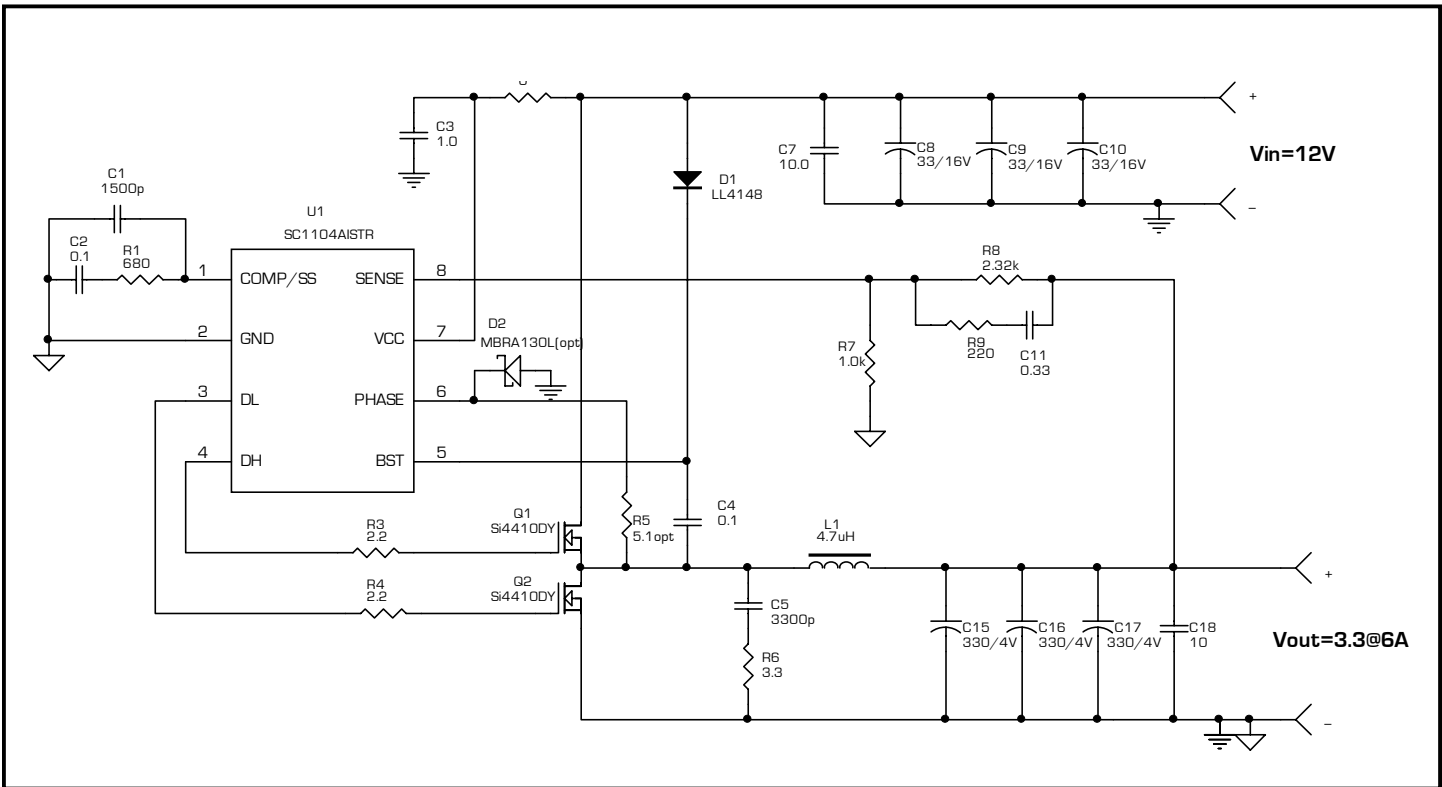 C3
1.0
C7
10.0
C8
33/16V
C9
33/16V
C10
33/16V
+
Vin=12V
_
D1
LL4148
C1
1500p
C2
0.1
R1
680
U1
SC1104AISTR
1 COMP/SS SENSE 8
2 GND VCC 7
3 DL PHASE 6
4 DH BST 5
D2
MBRA130L(opt)
R8
2.32k
R9
220
C11
0.33
R7
1.0k
R3
2.2
R4
2.2
Q1
Si4410DY
Q2
Si4410DY
R5
5.1opt
C4
0.1
L1
4.7uH
C5
3300p
R6
3.3
C15
330/4V
C16
330/4V
C17
330/4V
C18
10
+
Vout=3.3@6A
_